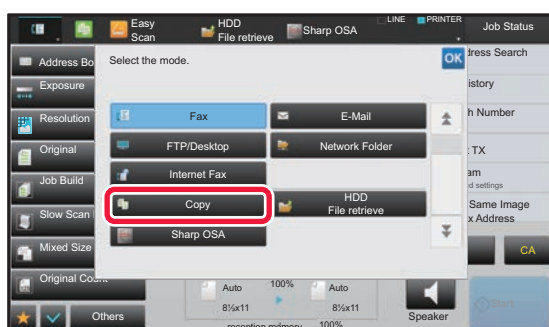 Easy
Scan
HDD
File retrieve
Sharp OSA
LINE
PRINTER
Job Status
Address Bo
Select the mode.
OK
dress Search
Exposure
istory
Resolution
Fax
E-Mail
h Number
Original
FTP/Desktop
Network Folder
TX
Job Build
Internet Fax
am
ed settings
Copy
HDD
File retrieve
Same Image
x Address
Slow Scan
Sharp OSA
Mixed Size
CA
Original Count
Auto
100%
Auto
8½x11
8½x11
Others
Speaker
Start
reception memory
100%